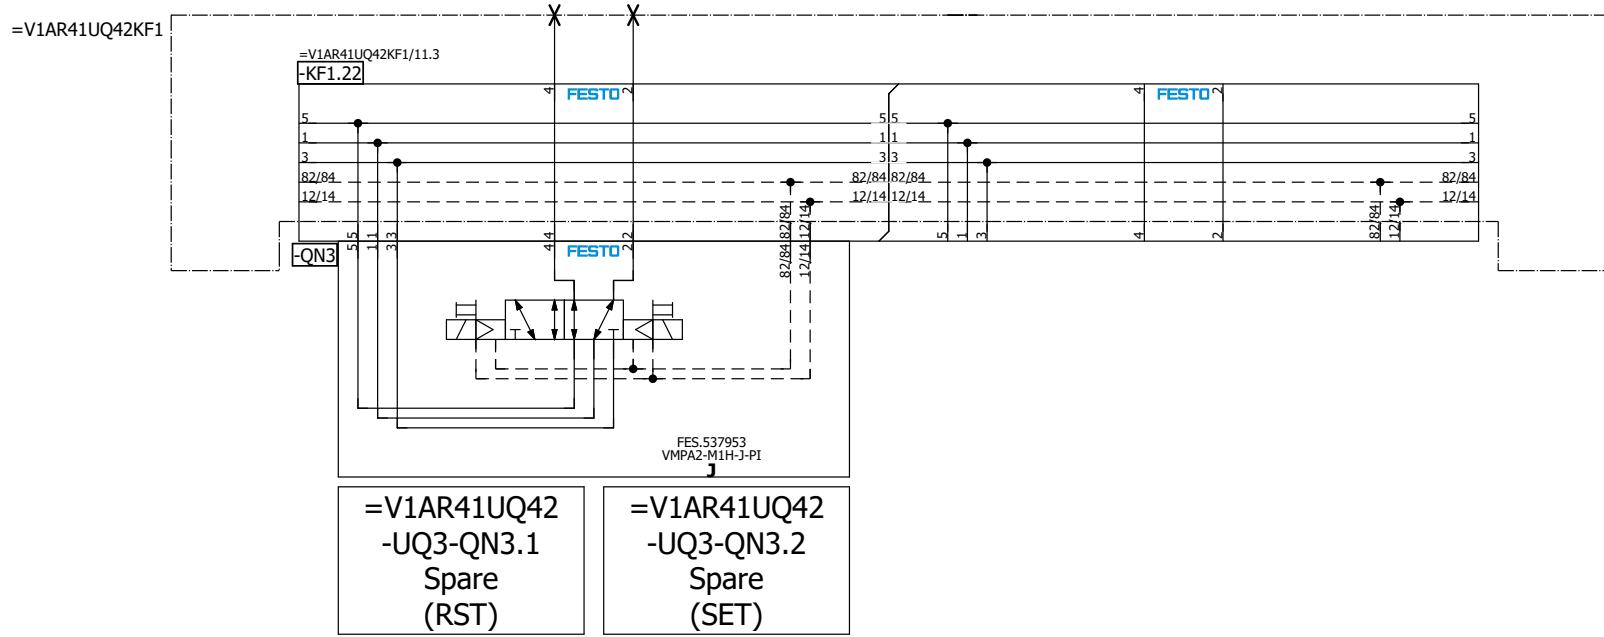 =V1AR41UQ42KF1
=V1AR41UQ42KF1/11.3
-KF1.22
4 FESTO 2 4 FESTO 2
5 5 5 5
1 1 1 1
3 3 3 3
82/84 82/84 82/84 82/84
12/14 12/14 12/14 12/14
5 1 3 4 2 82/84 12/14 5 1 3 4 2 82/84 12/14
-QN3
5 1 3 4 FESTO 2 82/84 12/14
FES.537953
VMPA2-M1H-J-PI
J
=V1AR41UQ42
-UQ3-QN3.1
Spare
(RST)
=V1AR41UQ42
-UQ3-QN3.2
Spare
(SET)